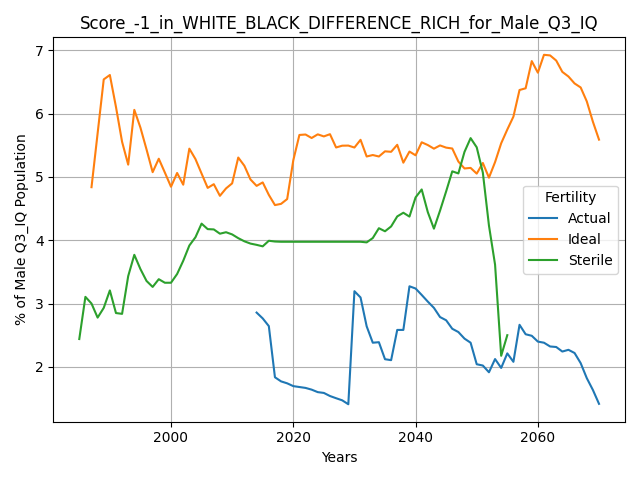 Score_-1_in_WHITE_BLACK_DIFFERENCE_RICH_for_Male_Q3_IQ
% of Male Q3_IQ Population
7
6
5
4
3
2
Fertility
Actual
Ideal
Sterile
2000 2020 2040 2060
Years